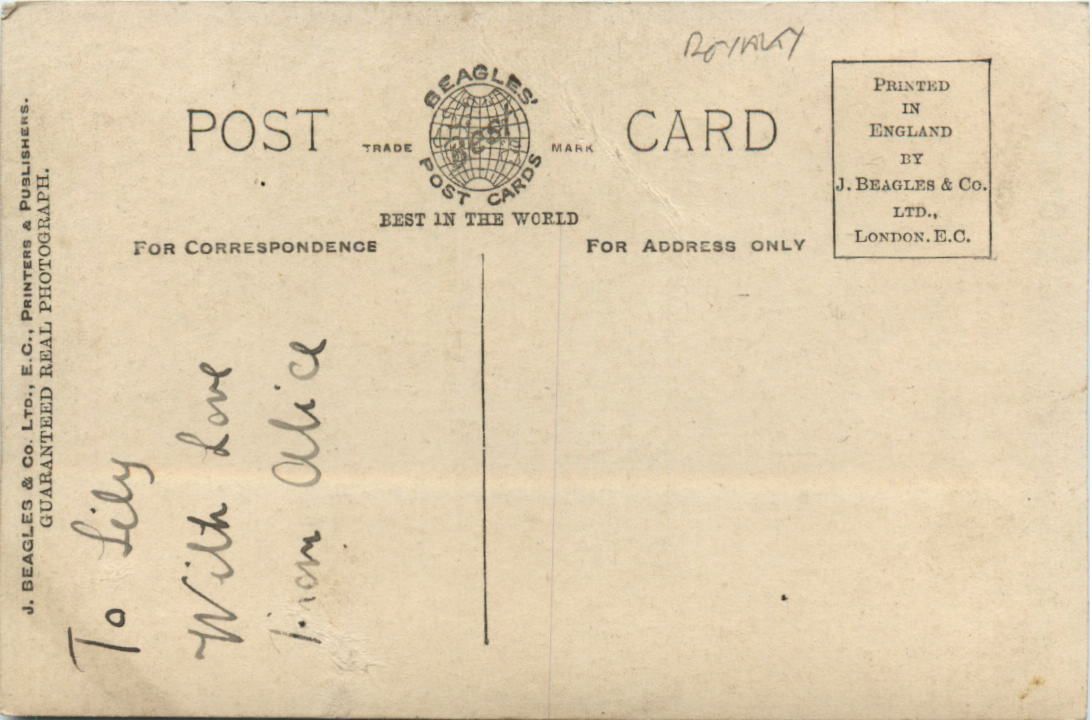 ROYALTY
POST CARD
BEAGLES'
TRADE MARK
POST CARDS
BEST IN THE WORLD
FOR CORRESPONDENCE
FOR ADDRESS ONLY
PRINTED
IN
ENGLAND
BY
J. BEAGLES & Co.
LTD.,
LONDON. E.C.
J. BEAGLES & Co. LTD., E.C., PRINTERS & PUBLISHERS.
GUARANTEED REAL PHOTOGRAPH.
To Lily
With Love
From Alice